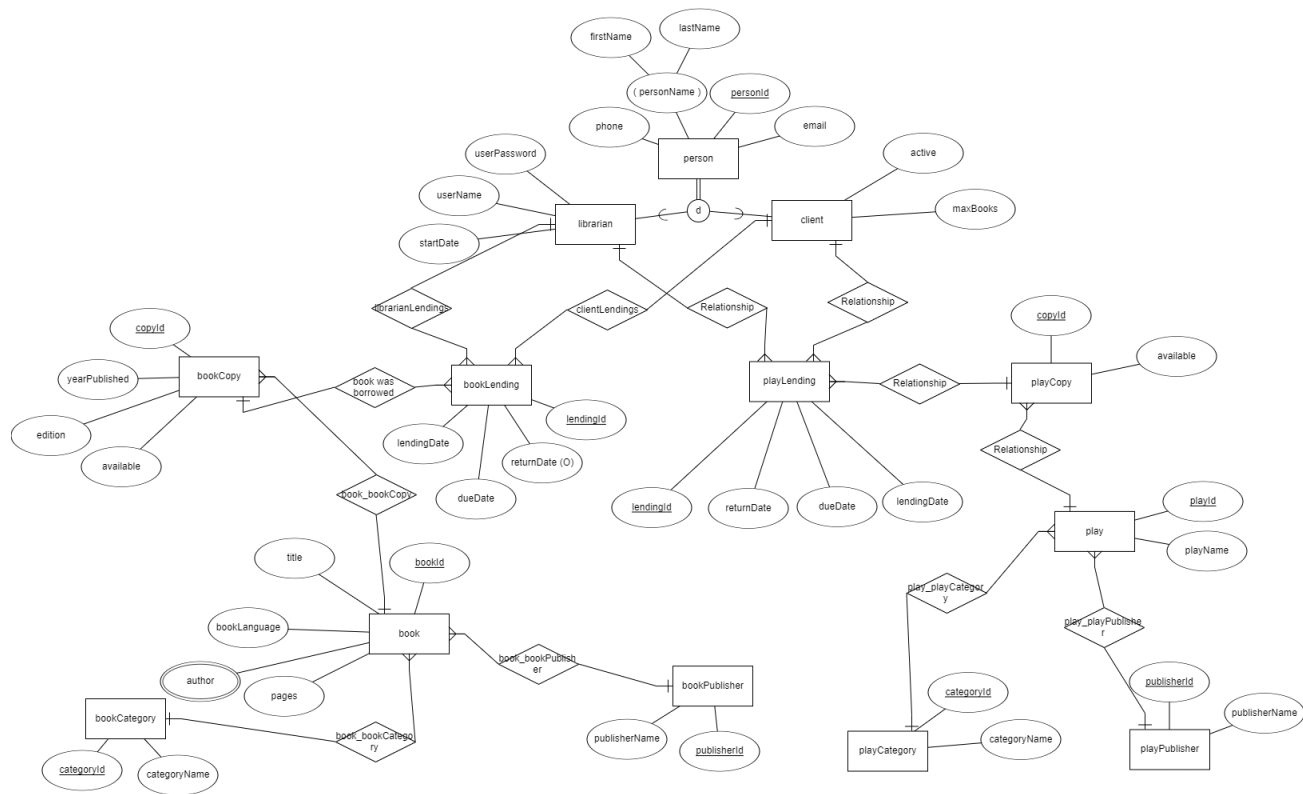 firstName
lastName
( personName )
personId
phone
email
person
userPassword
active
userName
d
maxBooks
librarian
client
startDate
librarianLendings
clientLendings
Relationship
Relationship
copyId
copyId
available
yearPublished
bookCopy
book was
borrowed
bookLending
playLending
Relationship
playCopy
edition
lendingId
available
lendingDate
returnDate (O)
dueDate
Relationship
lendingId
returnDate
dueDate
lendingDate
book_bookCopy
playId
play
playName
title
bookId
bookLanguage
book
play_playCategor
y
play_playPublishe
r
author
pages
book_bookPublish
er
bookPublisher
publisherName
publisherId
bookCategory
book_bookCategor
y
categoryId
categoryName
categoryId
publisherId
publisherName
playCategory
categoryName
playPublisher